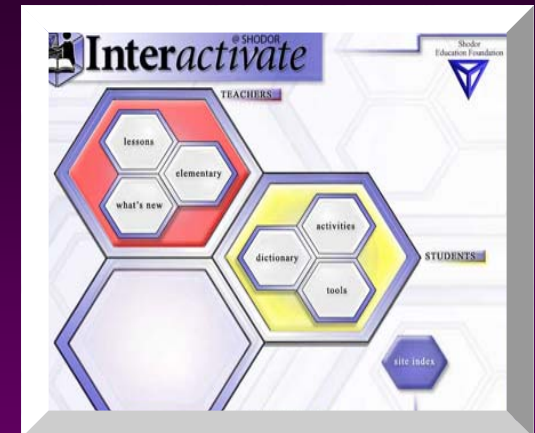 @ SHODOR
Interactivate
Shodor
Education Foundation
TEACHERS
lessons
elementary
what's new
activities
dictionary
tools
STUDENTS
site index